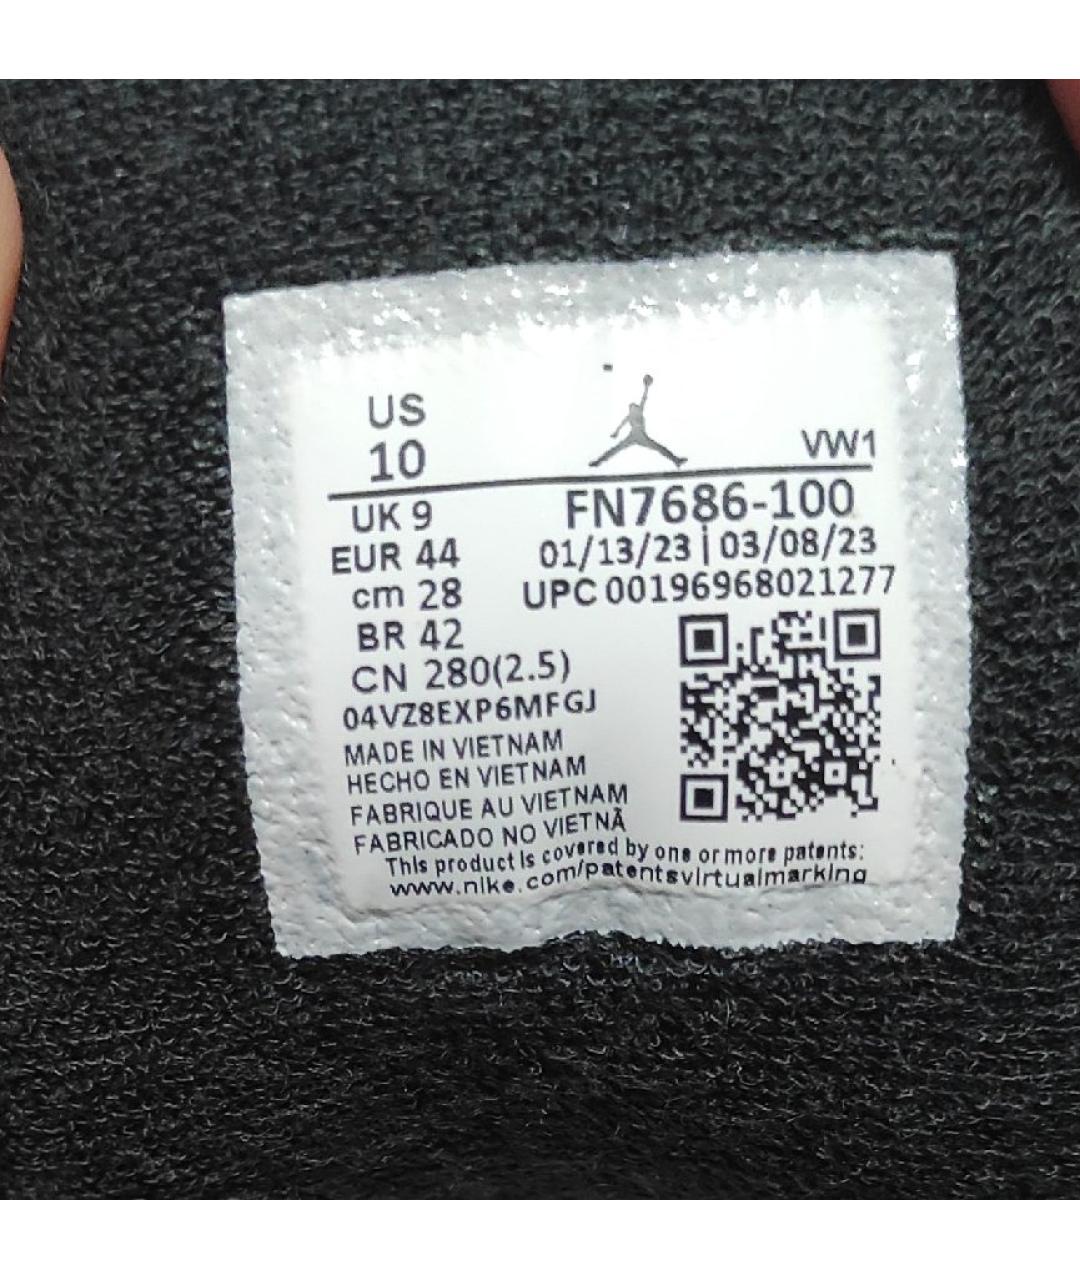 US
10
VW1
UK 9
FN7686-100
EUR 44
01/13/23 | 03/08/23
cm 28
UPC 00196968021277
BR 42
CN 280(2.5)
04VZ8EXP6MFGJ
MADE IN VIETNAM
HECHO EN VIETNAM
FABRIQUE AU VIETNAM
FABRICADO NO VIETNÃ
This product is covered by one or more patents:
www.nike.com/patentsvirtualmarking